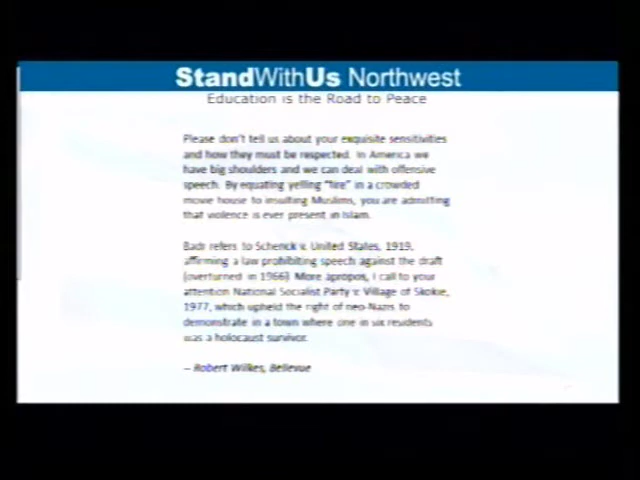 StandWithUs Northwest
Education is the Road to Peace
Please don't tell us about your exquisite sensitivities
and how they must be respected. In America we
have big shoulders and we can deal with offensive
speech. By equating yelling "fire" in a crowded
movie house to insulting Muslims, you are admitting
that violence is ever present in Islam.
Badr refers to Schenck v. United States, 1919,
affirming a law prohibiting speech against the draft
(overturned in 1966) More apropos, I call to your
attention National Socialist Party v. Village of Skokie,
1977, which upheld the right of neo-Nazis to
demonstrate in a town where one in six residents
was a holocaust survivor.
-- Robert Wilkes, Bellevue